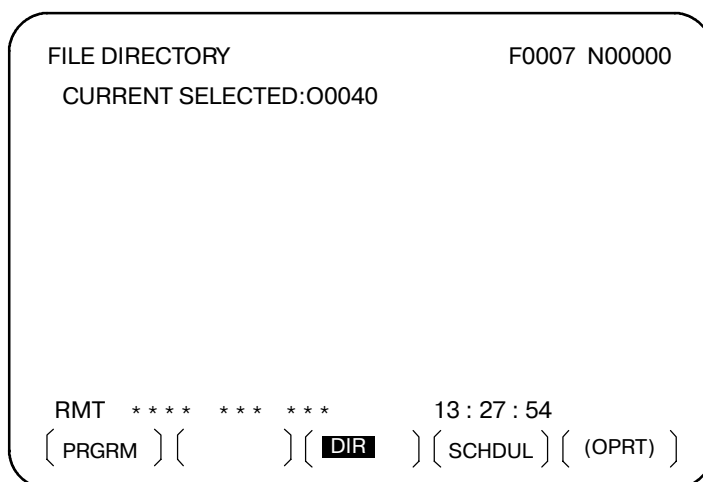 FILE DIRECTORY F0007 N00000
CURRENT SELECTED:O0040
RMT **** *** *** 13 : 27 : 54
[ PRGRM ] [ ] [ DIR ] [ SCHDUL ] [ (OPRT) ]